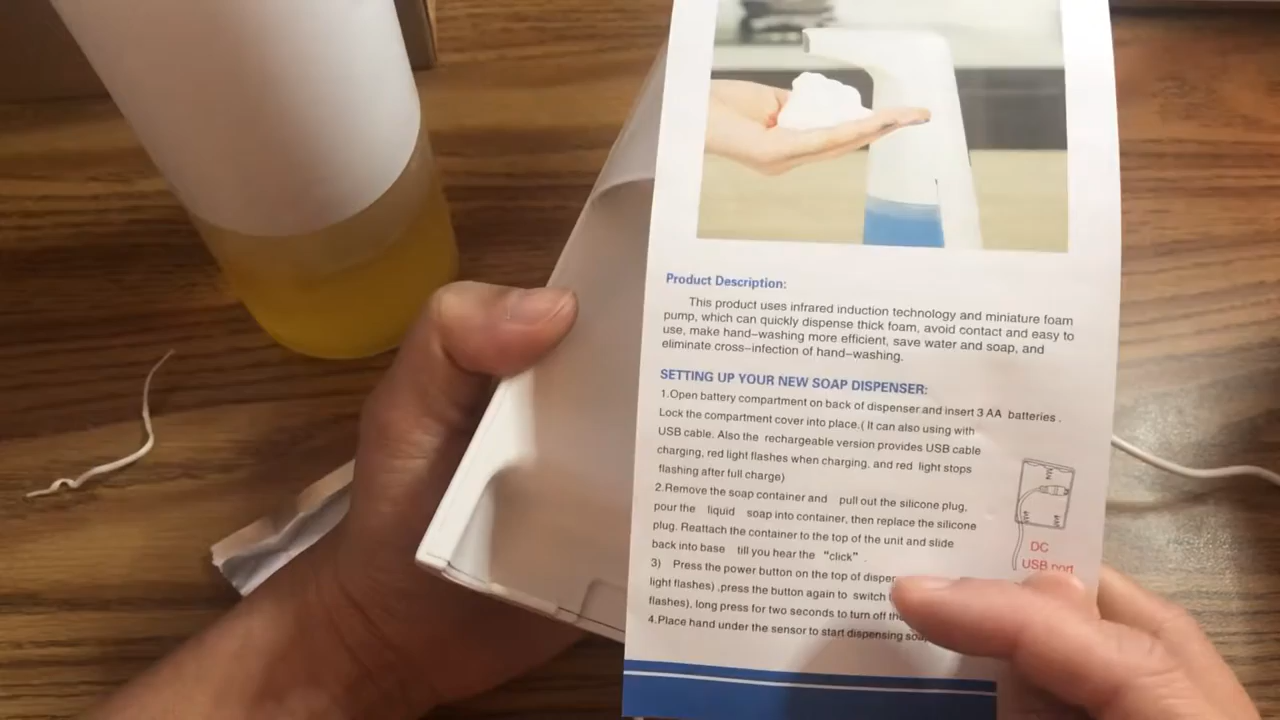 Product Description:
This product uses infrared induction technology and miniature foam
pump, which can quickly dispense thick foam, avoid contact and easy to
use, make hand-washing more efficient, save water and soap, and
eliminate cross-infection of hand-washing.
SETTING UP YOUR NEW SOAP DISPENSER:
1.Open battery compartment on back of dispenser and insert 3 AA batteries .
Lock the compartment cover into place.( It can also using with
USB cable. Also the rechargeable version provides USB cable
charging, red light flashes when charging, and red light stops
flashing after full charge)
2.Remove the soap container and pull out the silicone plug,
pour the liquid soap into container, then replace the silicone
plug. Reattach the container to the top of the unit and slide
back into base till you hear the "click" .
DC
USB port
3) Press the power button on the top of
light flashes) ,press the button again to switch
flashes), long press for two seconds to turn off
4.Place hand under the sensor to start dispensing